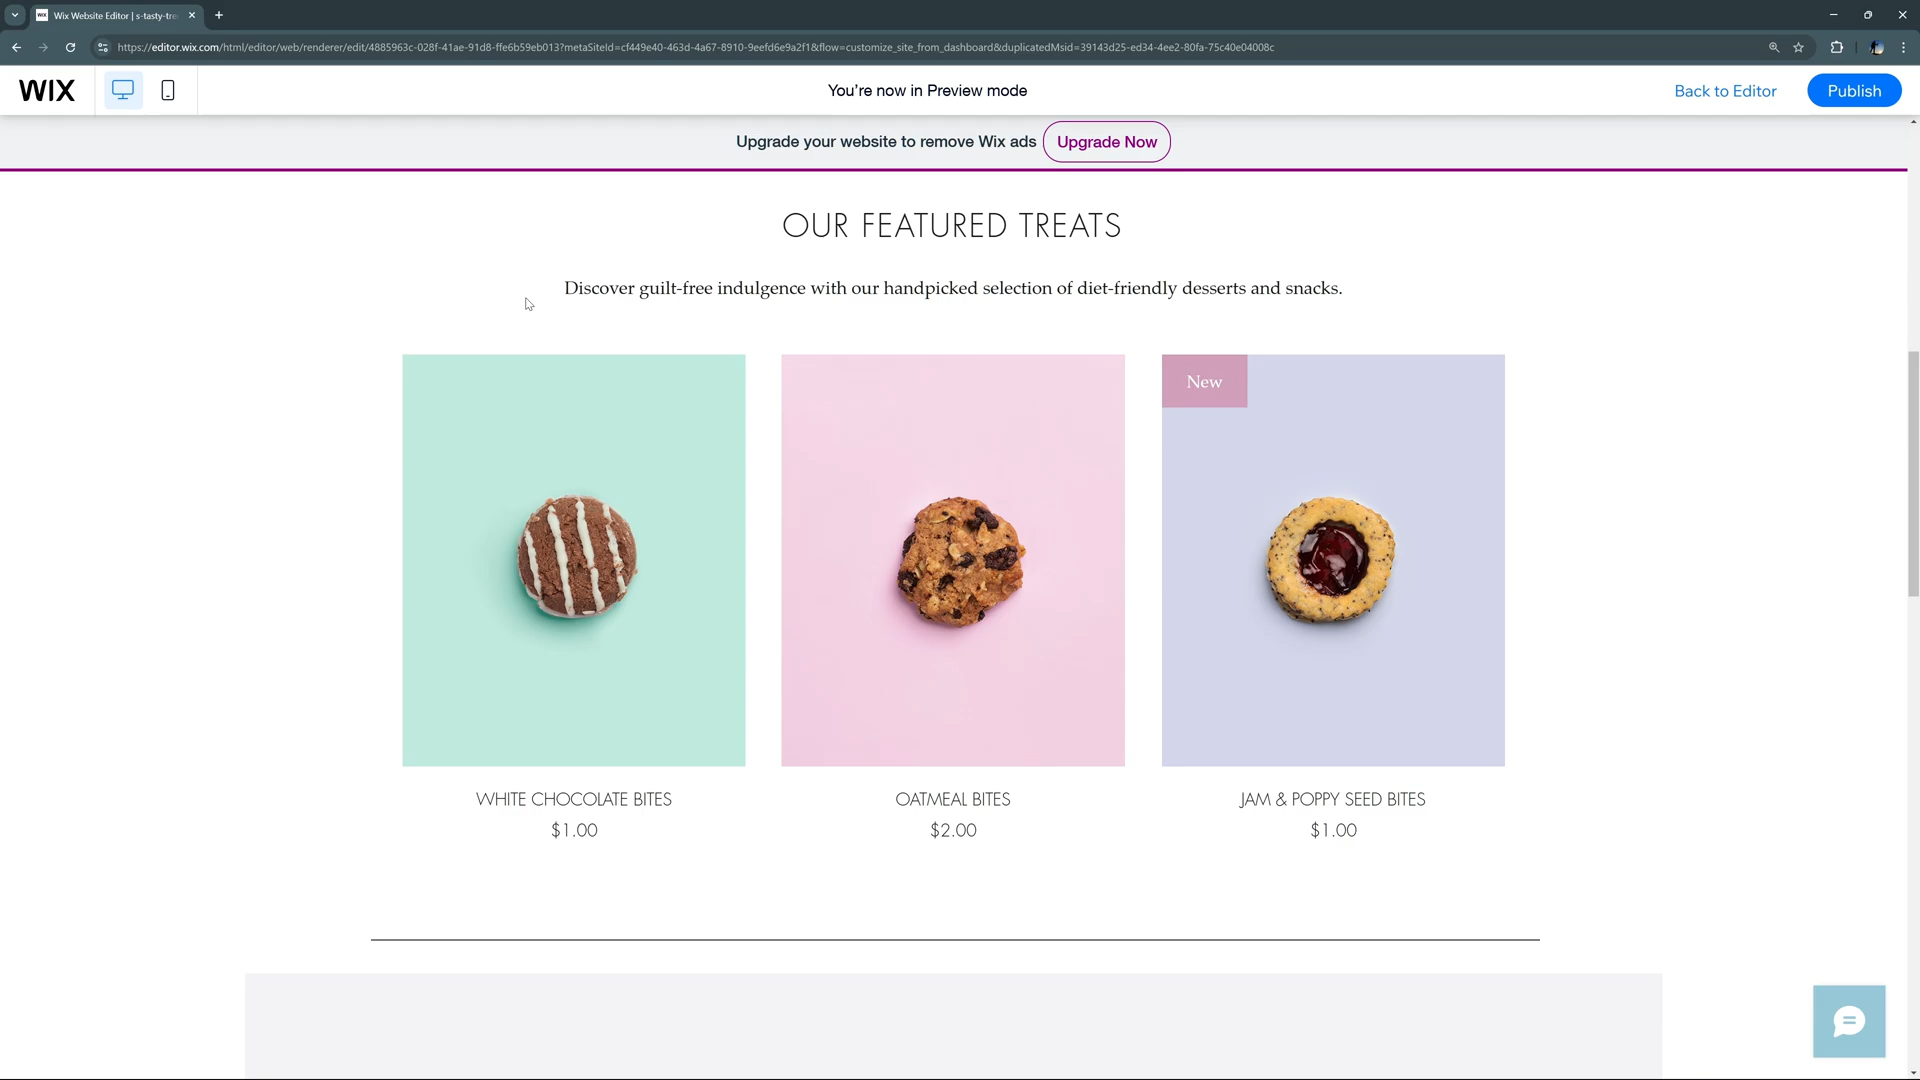 WIX Wix Website Editor | s-tasty-tre
https://editor.wix.com/html/editor/web/renderer/edit/4885963c-028f-41ae-91d8-ffe6b59eb013?metaSiteId=cf449e40-463d-4a67-8910-9eefd6e9a2f1&flow=customize_site_from_dashboard&duplicatedMsid=39143d25-ed34-4ee2-80fa-75c40e04008c
WIX You're now in Preview mode Back to Editor Publish
Upgrade your website to remove Wix ads Upgrade Now
OUR FEATURED TREATS
Discover guilt-free indulgence with our handpicked selection of diet-friendly desserts and snacks.
New
WHITE CHOCOLATE BITES OATMEAL BITES JAM & POPPY SEED BITES
$1.00 $2.00 $1.00